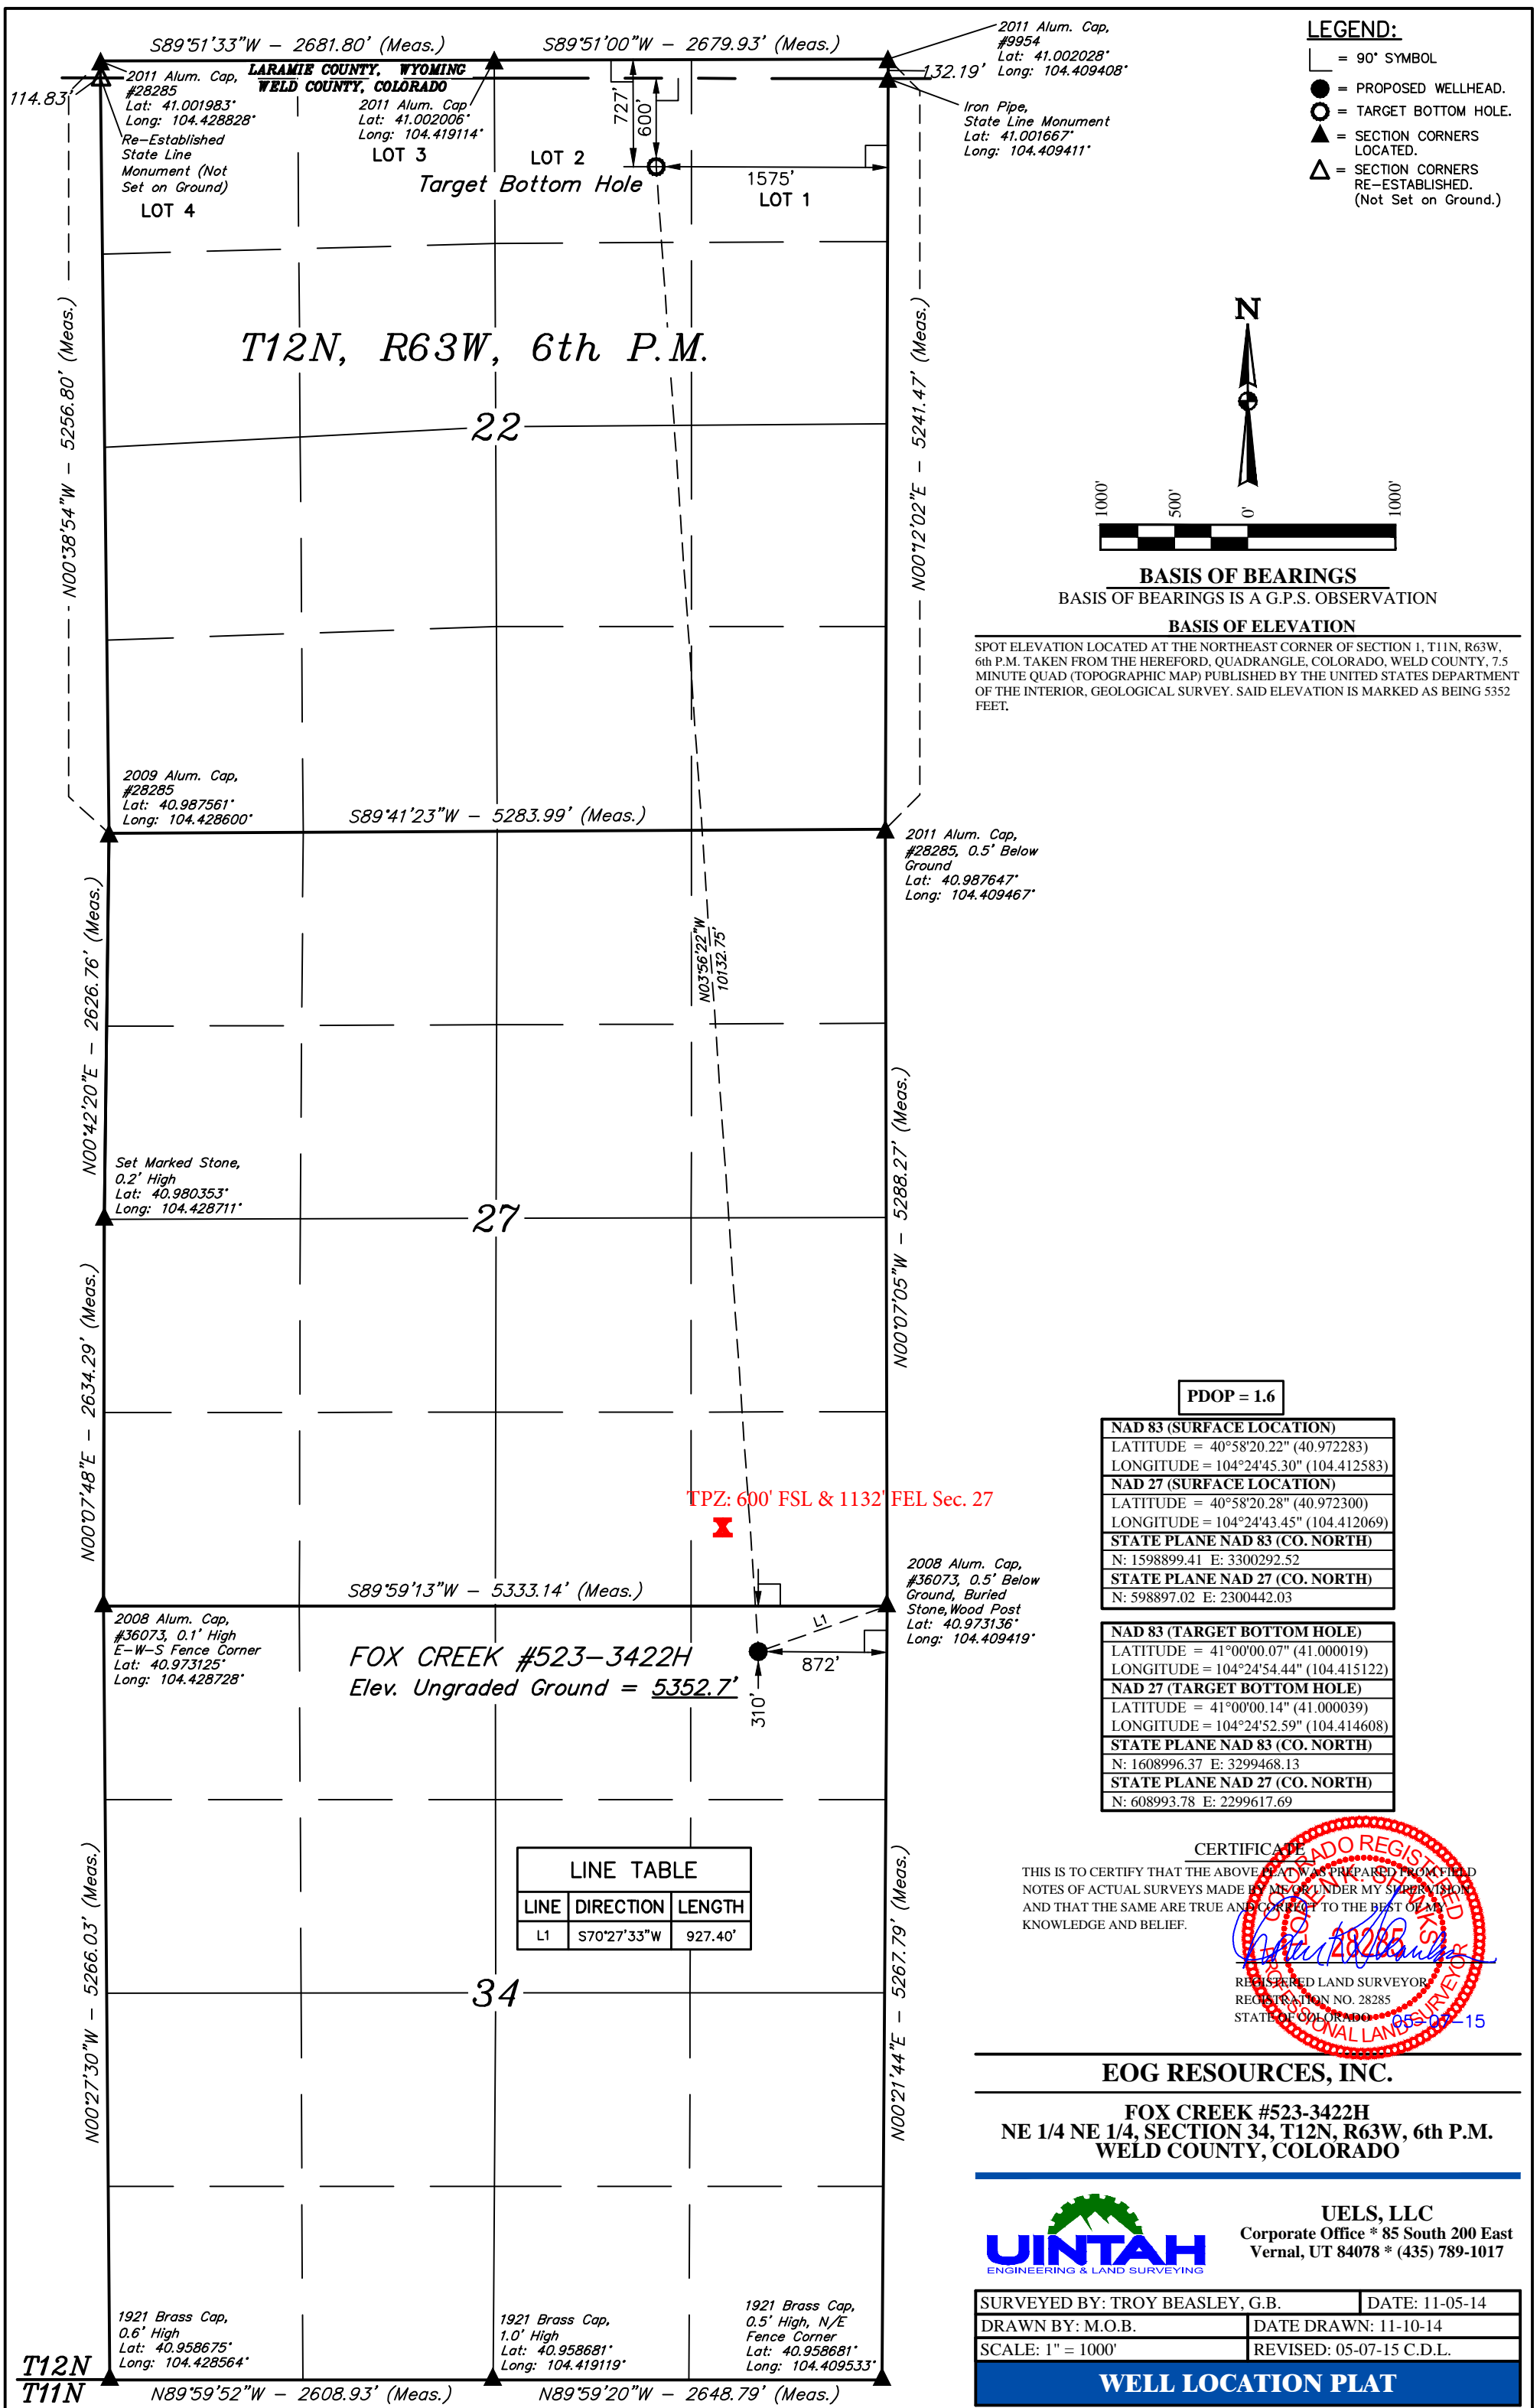 S89°51'33"W - 2681.80' (Meas.)
S89°51'00"W - 2679.93' (Meas.)
2011 Alum. Cap,
#9954
Lat: 41.002028°
Long: 104.409408°
132.19'
114.83'
2011 Alum. Cap,
#28285
Lat: 41.001983°
Long: 104.428828°
LARAMIE COUNTY, WYOMING
WELD COUNTY, COLORADO
2011 Alum. Cap
Lat: 41.002006°
Long: 104.419114°
Re-Established
State Line
Monument (Not
Set on Ground)
LOT 4
LOT 3
LOT 2
Target Bottom Hole
727'
600'
1575'
LOT 1
Iron Pipe,
State Line Monument
Lat: 41.001667°
Long: 104.409411°
LEGEND:
= 90° SYMBOL
= PROPOSED WELLHEAD.
= TARGET BOTTOM HOLE.
= SECTION CORNERS
LOCATED.
= SECTION CORNERS
RE-ESTABLISHED.
(Not Set on Ground.)
T12N, R63W, 6th P.M.
22
N00°38'54"W - 5256.80' (Meas.)
N00°12'02"E - 5241.47' (Meas.)
N
1000'
500'
0'
1000'
BASIS OF BEARINGS
BASIS OF BEARINGS IS A G.P.S. OBSERVATION
BASIS OF ELEVATION
SPOT ELEVATION LOCATED AT THE NORTHEAST CORNER OF SECTION 1, T11N, R63W,
6th P.M. TAKEN FROM THE HEREFORD, QUADRANGLE, COLORADO, WELD COUNTY, 7.5
MINUTE QUAD (TOPOGRAPHIC MAP) PUBLISHED BY THE UNITED STATES DEPARTMENT
OF THE INTERIOR, GEOLOGICAL SURVEY. SAID ELEVATION IS MARKED AS BEING 5352
FEET.
2009 Alum. Cap,
#28285
Lat: 40.987561°
Long: 104.428600°
S89°41'23"W - 5283.99' (Meas.)
2011 Alum. Cap,
#28285, 0.5' Below
Ground
Lat: 40.987647°
Long: 104.409467°
N00°42'20"E - 2626.76' (Meas.)
N03°56'22"W
10132.75'
Set Marked Stone,
0.2' High
Lat: 40.980353°
Long: 104.428711°
27
N00°07'05"W - 5288.27' (Meas.)
N00°07'48"E - 2634.29' (Meas.)
TPZ: 600' FSL & 1132' FEL Sec. 27
S89°59'13"W - 5333.14' (Meas.)
2008 Alum. Cap,
#36073, 0.5' Below
Ground, Buried
Stone,Wood Post
Lat: 40.973136°
Long: 104.409419°
2008 Alum. Cap,
#36073, 0.1' High
E-W-S Fence Corner
Lat: 40.973125°
Long: 104.428728°
FOX CREEK #523-3422H
Elev. Ungraded Ground = 5352.7'
L1
872'
310'
PDOP = 1.6
NAD 83 (SURFACE LOCATION)
LATITUDE = 40°58'20.22" (40.972283)
LONGITUDE = 104°24'45.30" (104.412583)
NAD 27 (SURFACE LOCATION)
LATITUDE = 40°58'20.28" (40.972300)
LONGITUDE = 104°24'43.45" (104.412069)
STATE PLANE NAD 83 (CO. NORTH)
N: 1598899.41 E: 3300292.52
STATE PLANE NAD 27 (CO. NORTH)
N: 598897.02 E: 2300442.03
NAD 83 (TARGET BOTTOM HOLE)
LATITUDE = 41°00'00.07" (41.000019)
LONGITUDE = 104°24'54.44" (104.415122)
NAD 27 (TARGET BOTTOM HOLE)
LATITUDE = 41°00'00.14" (41.000039)
LONGITUDE = 104°24'52.59" (104.414608)
STATE PLANE NAD 83 (CO. NORTH)
N: 1608996.37 E: 3299468.13
STATE PLANE NAD 27 (CO. NORTH)
N: 608993.78 E: 2299617.69
LINE TABLE
LINE DIRECTION LENGTH
L1 S70°27'33"W 927.40'
34
N00°27'30"W - 5266.03' (Meas.)
N00°21'44"E - 5267.79' (Meas.)
CERTIFICATE
THIS IS TO CERTIFY THAT THE ABOVE PLAT WAS PREPARED FROM FIELD
NOTES OF ACTUAL SURVEYS MADE BY ME OR UNDER MY SUPERVISION
AND THAT THE SAME ARE TRUE AND CORRECT TO THE BEST OF MY
KNOWLEDGE AND BELIEF.
COLORADO REGISTERED
28285
PROFESSIONAL LAND SURVEYOR
REGISTERED LAND SURVEYOR
REGISTRATION NO. 28285
STATE OF COLORADO
05-07-15
EOG RESOURCES, INC.
FOX CREEK #523-3422H
NE 1/4 NE 1/4, SECTION 34, T12N, R63W, 6th P.M.
WELD COUNTY, COLORADO
UINTAH
ENGINEERING & LAND SURVEYING
UELS, LLC
Corporate Office * 85 South 200 East
Vernal, UT 84078 * (435) 789-1017
SURVEYED BY: TROY BEASLEY, G.B. DATE: 11-05-14
DRAWN BY: M.O.B. DATE DRAWN: 11-10-14
SCALE: 1" = 1000' REVISED: 05-07-15 C.D.L.
WELL LOCATION PLAT
1921 Brass Cap,
0.6' High
Lat: 40.958675°
Long: 104.428564°
1921 Brass Cap,
1.0' High
Lat: 40.958681°
Long: 104.419119°
1921 Brass Cap,
0.5' High, N/E
Fence Corner
Lat: 40.958681°
Long: 104.409533°
T12N
T11N
N89°59'52"W - 2608.93' (Meas.)
N89°59'20"W - 2648.79' (Meas.)